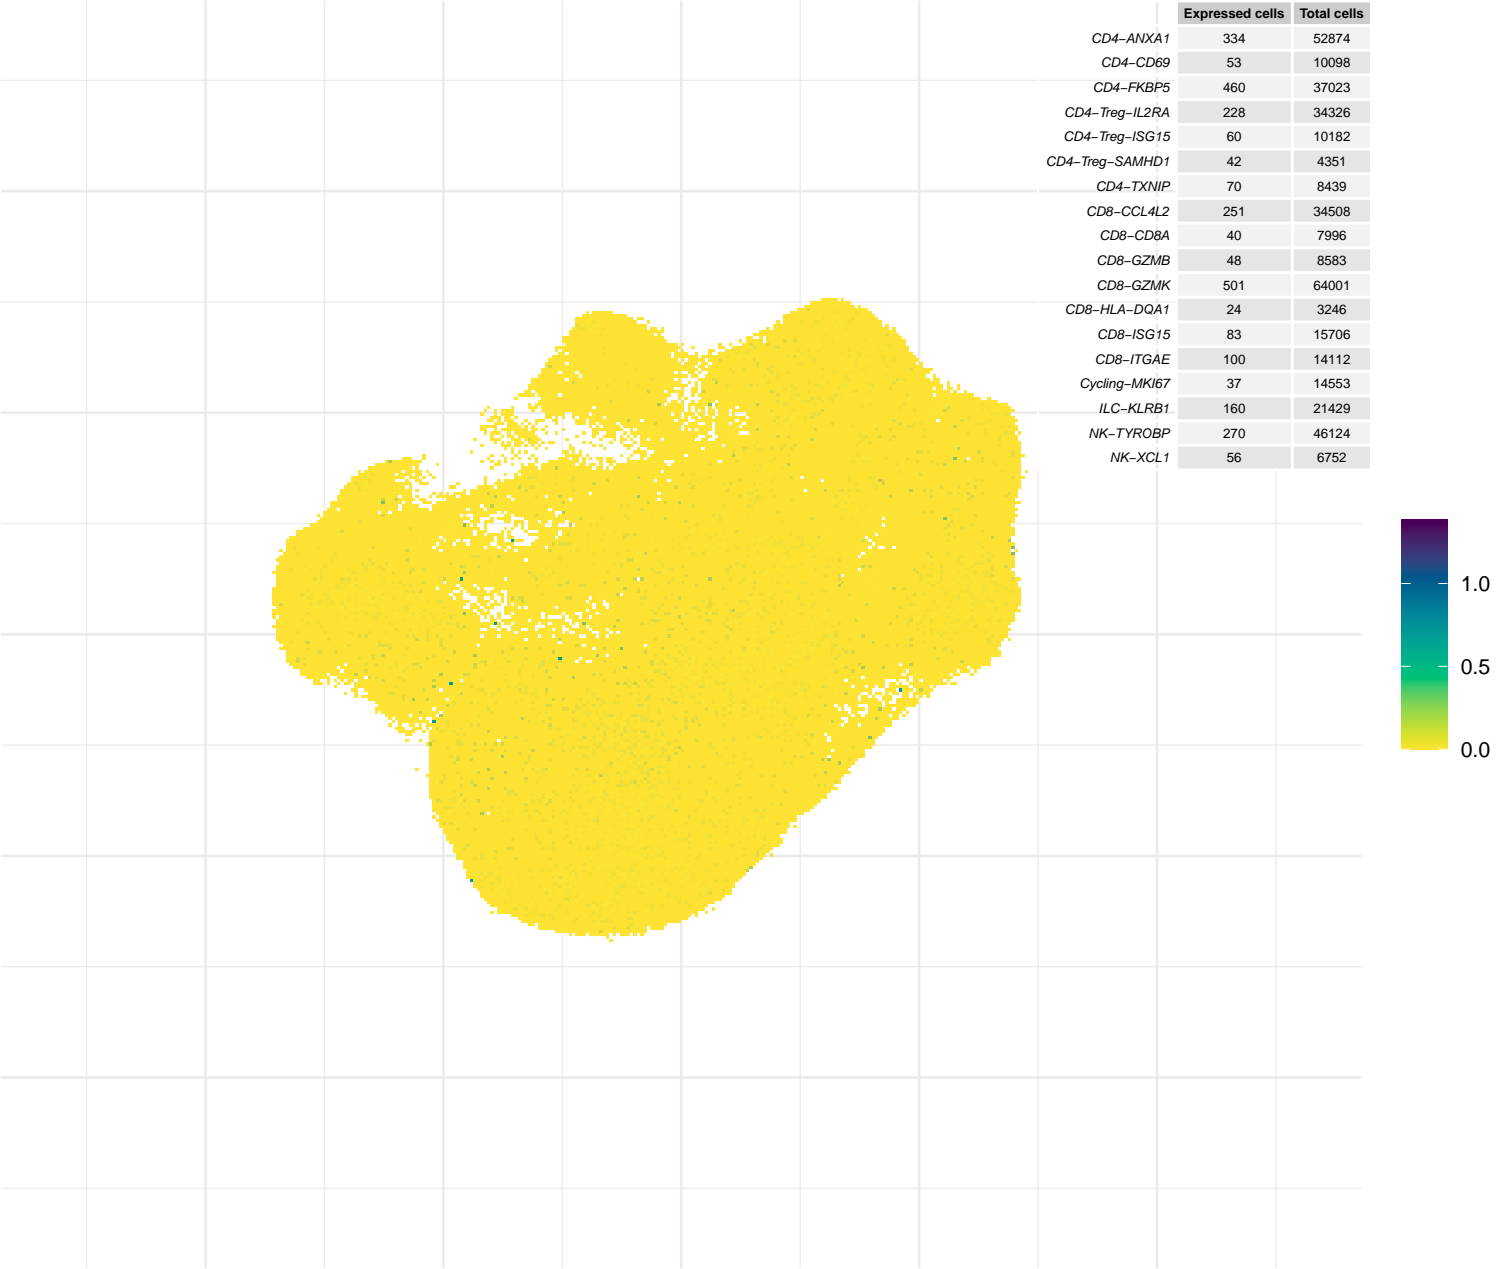 Expressed cells Total cells
CD4−ANXA1 334 52874
CD4−CD69 53 10098
CD4−FKBP5 460 37023
CD4−Treg−IL2RA 228 34326
CD4−Treg−ISG15 60 10182
CD4−Treg−SAMHD1 42 4351
CD4−TXNIP 70 8439
CD8−CCL4L2 251 34508
CD8−CD8A 40 7996
CD8−GZMB 48 8583
CD8−GZMK 501 64001
CD8−HLA−DQA1 24 3246
CD8−ISG15 83 15706
CD8−ITGAE 100 14112
Cycling−MKI67 37 14553
ILC−KLRB1 160 21429
NK−TYROBP 270 46124
NK−XCL1 56 6752
1.0
0.5
0.0